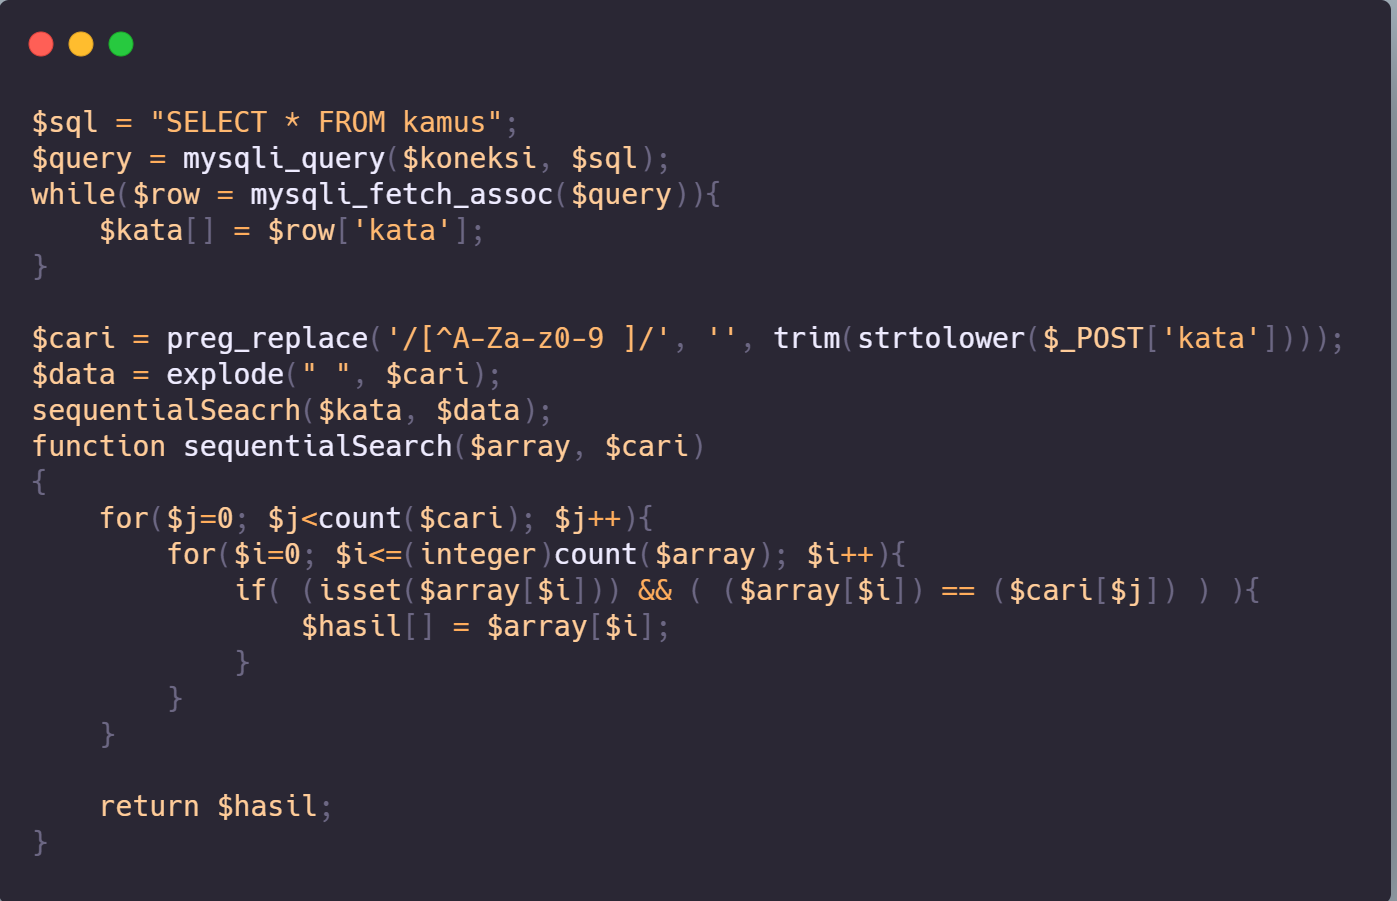 $sql = "SELECT * FROM kamus";
$query = mysqli_query($koneksi, $sql);
while($row = mysqli_fetch_assoc($query)){
    $kata[] = $row['kata'];
}

$cari = preg_replace('/[^A-Za-z0-9 ]/', '', trim(strtolower($_POST['kata'])));
$data = explode(" ", $cari);
sequentialSeacrh($kata, $data);
function sequentialSearch($array, $cari)
{
    for($j=0; $j<count($cari); $j++){
        for($i=0; $i<=(integer)count($array); $i++){
            if( (isset($array[$i])) && ( ($array[$i]) == ($cari[$j]) ) ){
                $hasil[] = $array[$i];
            }
        }
    }

    return $hasil;
}